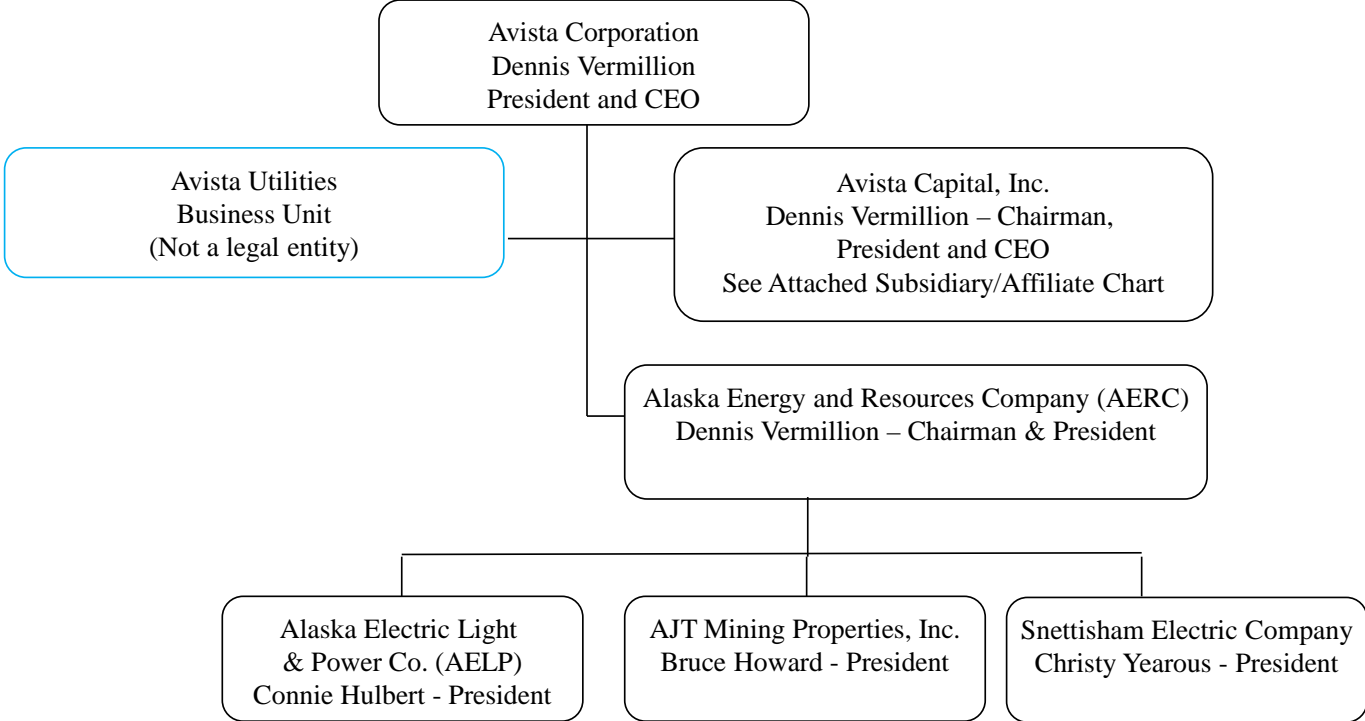 Avista Corporation
Dennis Vermillion
President and CEO
Avista Utilities
Business Unit
(Not a legal entity)
Avista Capital, Inc.
Dennis Vermillion – Chairman,
President and CEO
See Attached Subsidiary/Affiliate Chart
Alaska Energy and Resources Company (AERC)
Dennis Vermillion – Chairman & President
Alaska Electric Light
& Power Co. (AELP)
Connie Hulbert - President
AJT Mining Properties, Inc.
Bruce Howard - President
Snettisham Electric Company
Christy Yearous - President